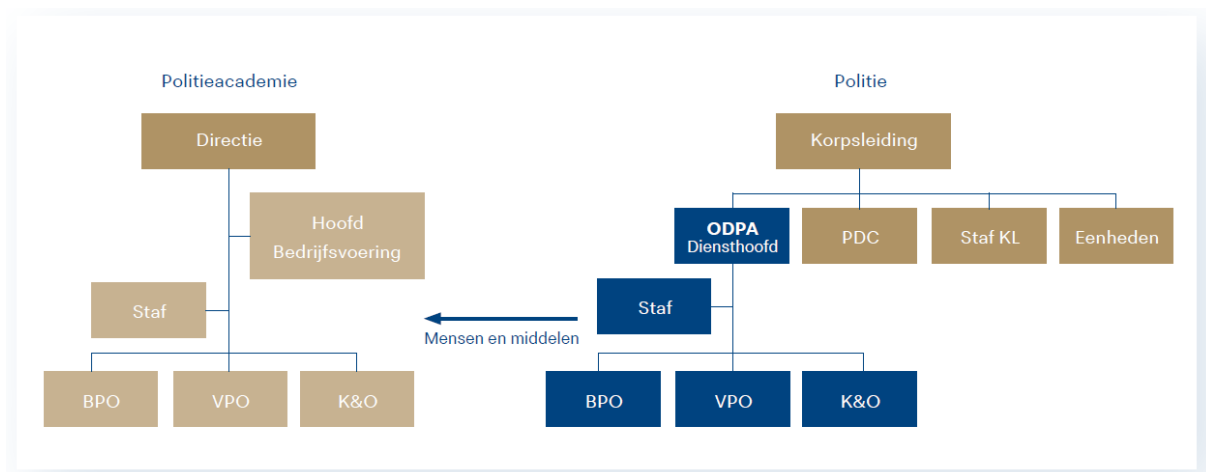 Politieacademie
Directie
Hoofd
Bedrijfsvoering
Staf
BPO
VPO
K&O
Mensen en middelen
Politie
Korpsleiding
ODPA
Diensthoofd
PDC
Staf KL
Eenheden
Staf
BPO
VPO
K&O